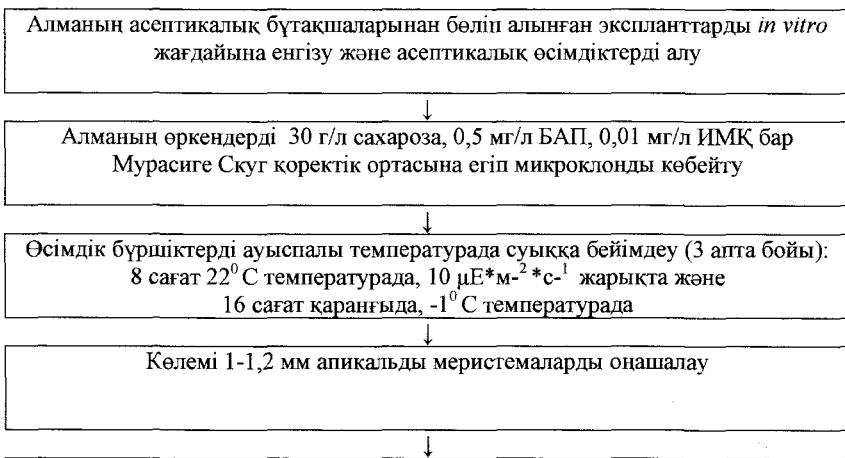 Алманың асептикалық бұтақшаларынан бөліп алынған экспланттарды in vitro
жағдайына енгізу және асептикалық өсімдіктерді алу
↓
Алманың өркендерді 30 г/л сахароза, 0,5 мг/л БАП, 0,01 мг/л ИМҚ бар
Мурасиге Скуг қоректік ортасына егіп микроклонды көбейту
↓
Өсімдік бүршіктерді ауыспалы температурада суыққа бейімдеу (3 апта бойы):
8 сағат 22⁰ С температурада, 10 µЕ*м-² *с-¹ жарықта және
16 сағат қараңғыда, -1⁰ С температурада
↓
Көлемі 1-1,2 мм апикальды меристемаларды оңашалау
↓